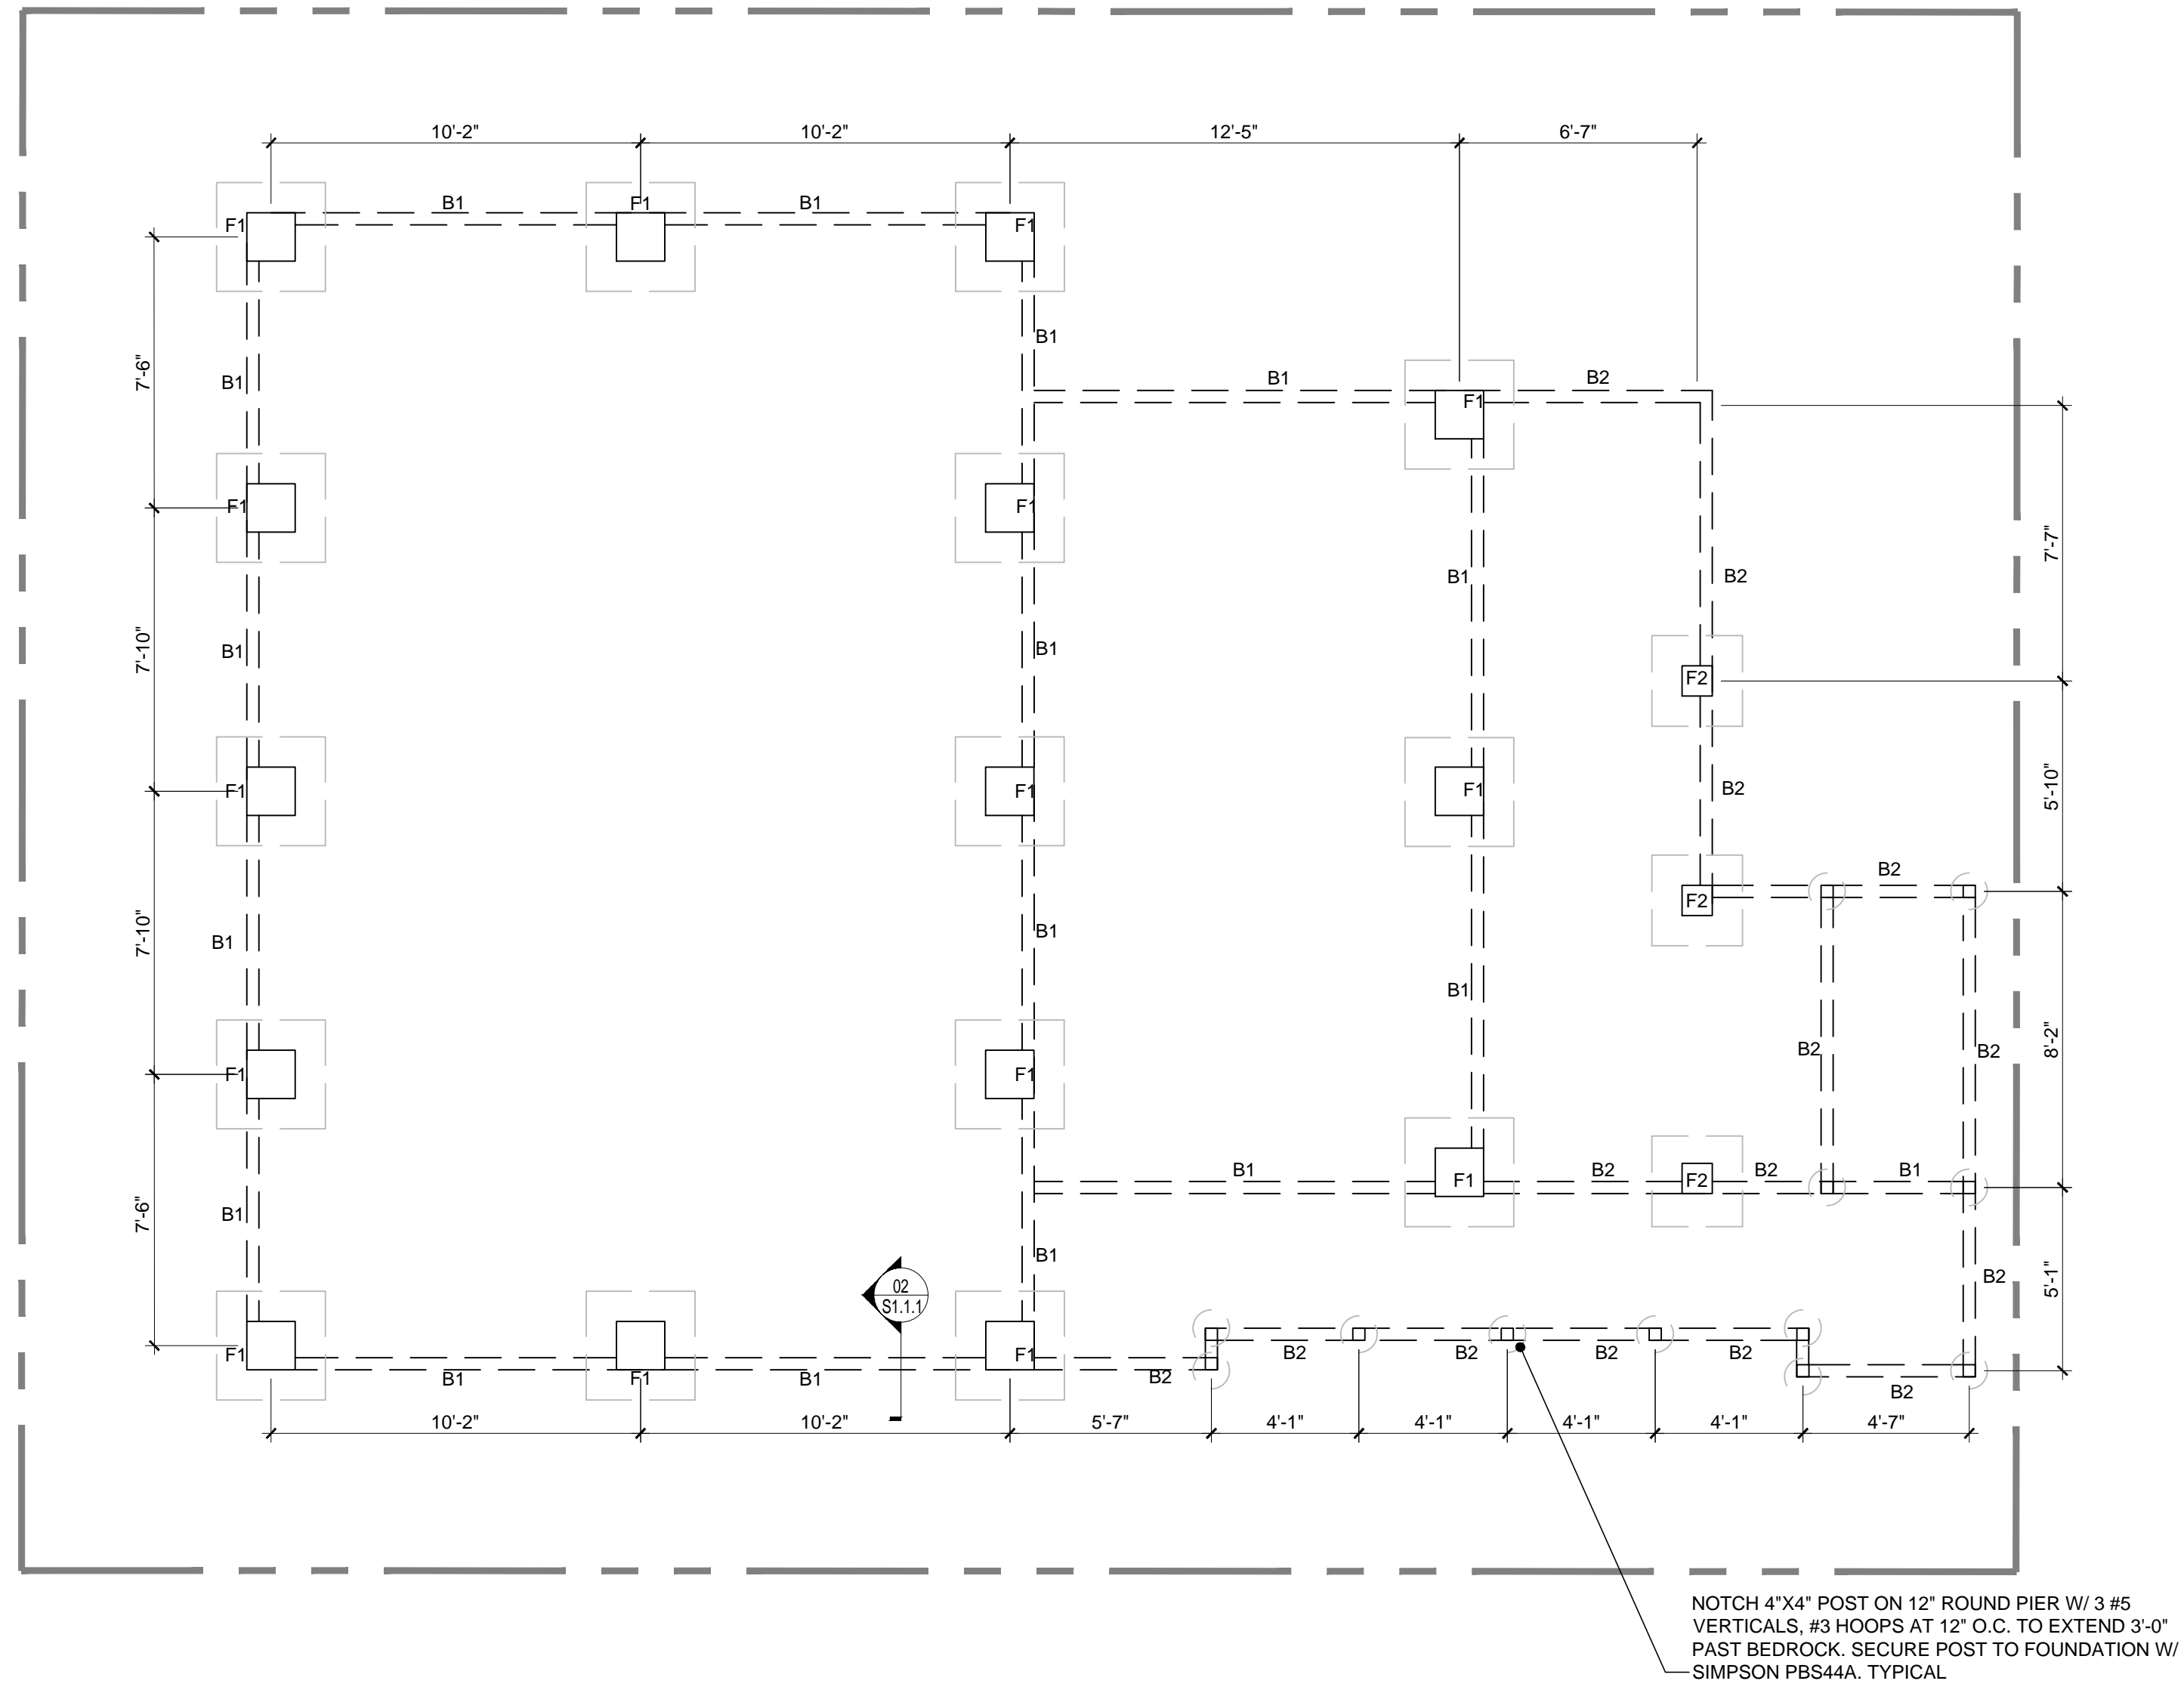 10'-2"
10'-2"
12'-5"
6'-7"
B1
B1
F1
F1
F1
B1
7'-6"
B1
B1
B2
F1
F1
F1
7'-7"
B1
B2
7'-10"
B1
B1
F2
F1
F1
F1
B2
5'-10"
B2
F2
7'-10"
B1
B1
B1
B2
B2
8'-2"
F1
F1
B1
B2
B2
B1
F1
F2
7'-6"
B1
B1
B2
5'-1"
02
S1.1.1
F1
F1
B2
B2
B2
B2
B1
F1
B1
B2
B2
10'-2"
10'-2"
5'-7"
4'-1"
4'-1"
4'-1"
4'-1"
4'-7"
NOTCH 4"X4" POST ON 12" ROUND PIER W/ 3 #5
VERTICALS, #3 HOOPS AT 12" O.C. TO EXTEND 3'-0"
PAST BEDROCK. SECURE POST TO FOUNDATION W/
SIMPSON PBS44A. TYPICAL